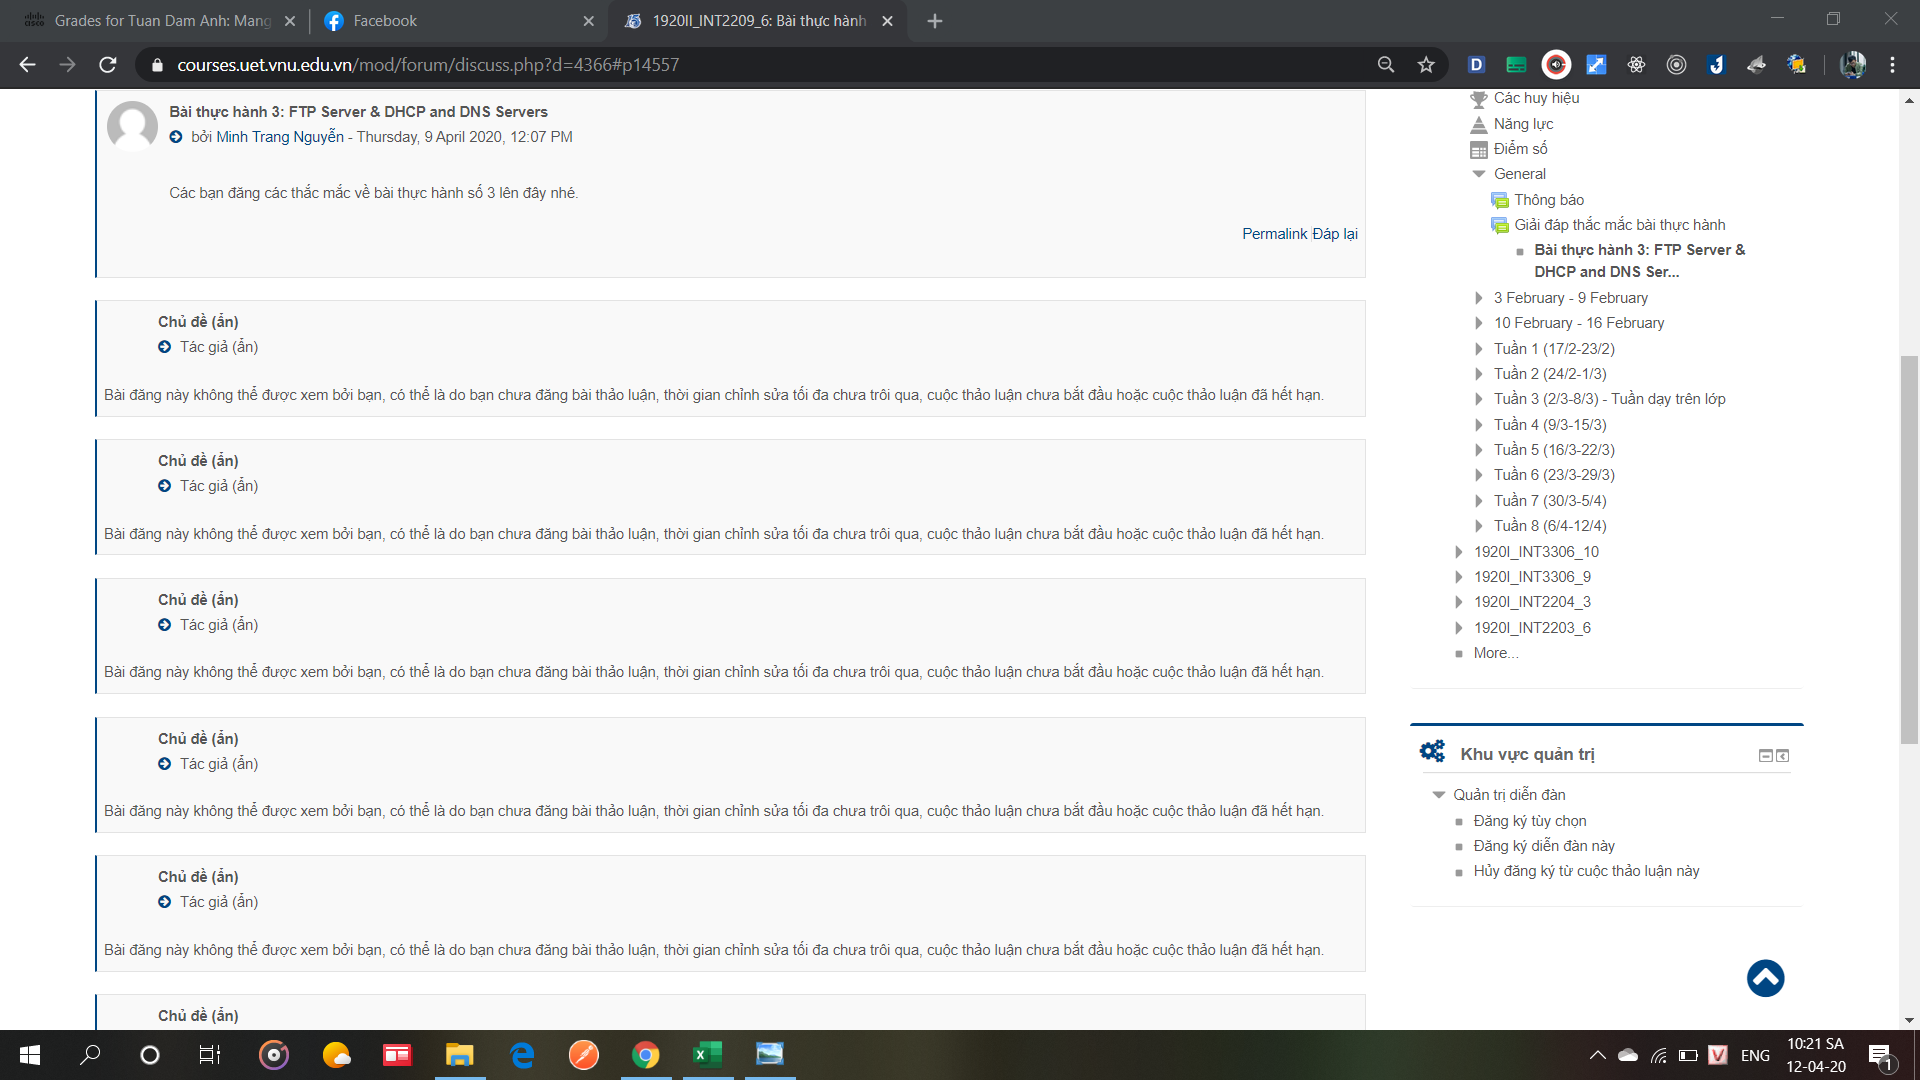 Grades for Tuan Dam Anh: Mang
Facebook
1920II_INT2209_6: Bài thực hành
courses.uet.vnu.edu.vn/mod/forum/discuss.php?d=4366#p14557
Bài thực hành 3: FTP Server & DHCP and DNS Servers
bởi Minh Trang Nguyễn - Thursday, 9 April 2020, 12:07 PM
Các bạn đăng các thắc mắc về bài thực hành số 3 lên đây nhé.
Permalink Đáp lại
Chủ đề (ẩn)
Tác giả (ẩn)
Bài đăng này không thể được xem bởi bạn, có thể là do bạn chưa đăng bài thảo luận, thời gian chỉnh sửa tối đa chưa trôi qua, cuộc thảo luận chưa bắt đầu hoặc cuộc thảo luận đã hết hạn.
Chủ đề (ẩn)
Tác giả (ẩn)
Bài đăng này không thể được xem bởi bạn, có thể là do bạn chưa đăng bài thảo luận, thời gian chỉnh sửa tối đa chưa trôi qua, cuộc thảo luận chưa bắt đầu hoặc cuộc thảo luận đã hết hạn.
Chủ đề (ẩn)
Tác giả (ẩn)
Bài đăng này không thể được xem bởi bạn, có thể là do bạn chưa đăng bài thảo luận, thời gian chỉnh sửa tối đa chưa trôi qua, cuộc thảo luận chưa bắt đầu hoặc cuộc thảo luận đã hết hạn.
Chủ đề (ẩn)
Tác giả (ẩn)
Bài đăng này không thể được xem bởi bạn, có thể là do bạn chưa đăng bài thảo luận, thời gian chỉnh sửa tối đa chưa trôi qua, cuộc thảo luận chưa bắt đầu hoặc cuộc thảo luận đã hết hạn.
Chủ đề (ẩn)
Tác giả (ẩn)
Bài đăng này không thể được xem bởi bạn, có thể là do bạn chưa đăng bài thảo luận, thời gian chỉnh sửa tối đa chưa trôi qua, cuộc thảo luận chưa bắt đầu hoặc cuộc thảo luận đã hết hạn.
Chủ đề (ẩn)
Các huy hiệu
Năng lực
Điểm số
General
Thông báo
Giải đáp thắc mắc bài thực hành
Bài thực hành 3: FTP Server &
DHCP and DNS Ser...
3 February - 9 February
10 February - 16 February
Tuần 1 (17/2-23/2)
Tuần 2 (24/2-1/3)
Tuần 3 (2/3-8/3) - Tuần dạy trên lớp
Tuần 4 (9/3-15/3)
Tuần 5 (16/3-22/3)
Tuần 6 (23/3-29/3)
Tuần 7 (30/3-5/4)
Tuần 8 (6/4-12/4)
1920I_INT3306_10
1920I_INT3306_9
1920I_INT2204_3
1920I_INT2203_6
More...
Khu vực quản trị
Quản trị diễn đàn
Đăng ký tùy chọn
Đăng ký diễn đàn này
Hủy đăng ký từ cuộc thảo luận này
ENG
10:21 SA
12-04-20
1